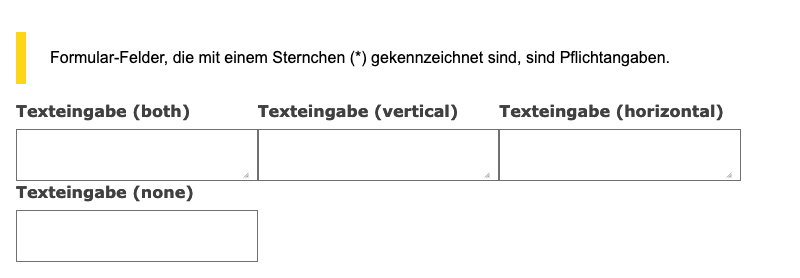 Formular-Felder, die mit einem Sternchen (*) gekennzeichnet sind, sind Pflichtangaben.
Texteingabe (both) Texteingabe (vertical) Texteingabe (horizontal)
Texteingabe (none)